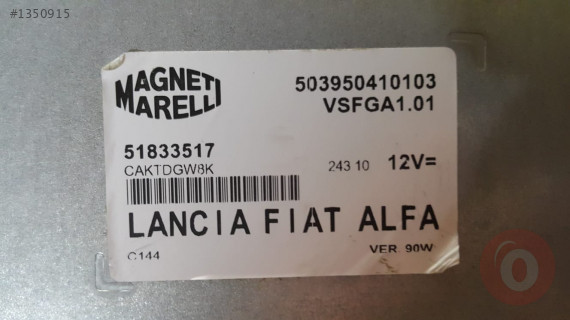 #1350915
MAGNETI
MARELLI
503950410103
VSFGA1.01
51833517
CAKTDGW8K
243 10
12V=
LANCIA FIAT ALFA
C144
VER. 90W